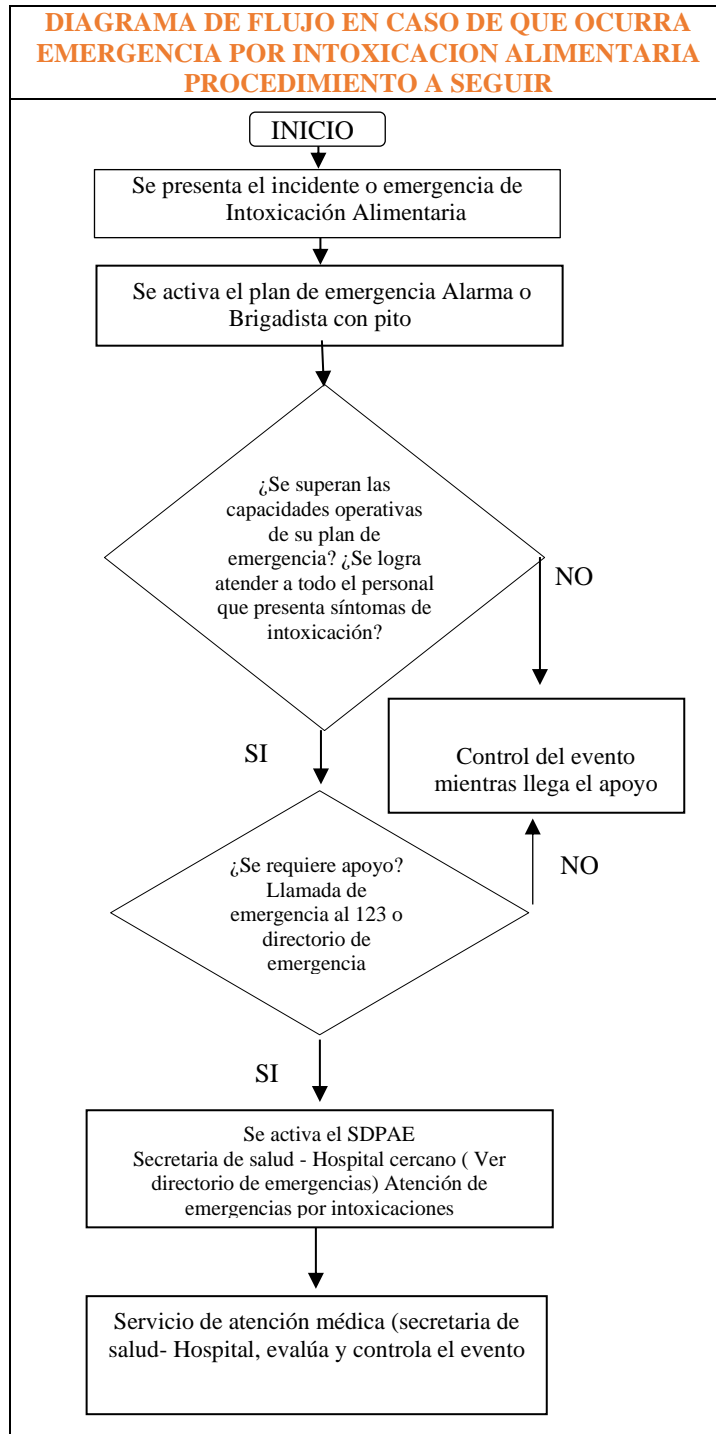 DIAGRAMA DE FLUJO EN CASO DE QUE OCURRA
EMERGENCIA POR INTOXICACION ALIMENTARIA
PROCEDIMIENTO A SEGUIR
INICIO
Se presenta el incidente o emergencia de
Intoxicación Alimentaria
Se activa el plan de emergencia Alarma o
Brigadista con pito
¿Se superan las
capacidades operativas
de su plan de
emergencia? ¿Se logra
atender a todo el personal
que presenta síntomas de
intoxicación?
NO
SI
Control del evento
mientras llega el apoyo
¿Se requiere apoyo?
Llamada de
emergencia al 123 o
directorio de
emergencia
NO
SI
Se activa el SDPAE
Secretaria de salud - Hospital cercano ( Ver
directorio de emergencias) Atención de
emergencias por intoxicaciones
Servicio de atención médica (secretaria de
salud- Hospital, evalúa y controla el evento